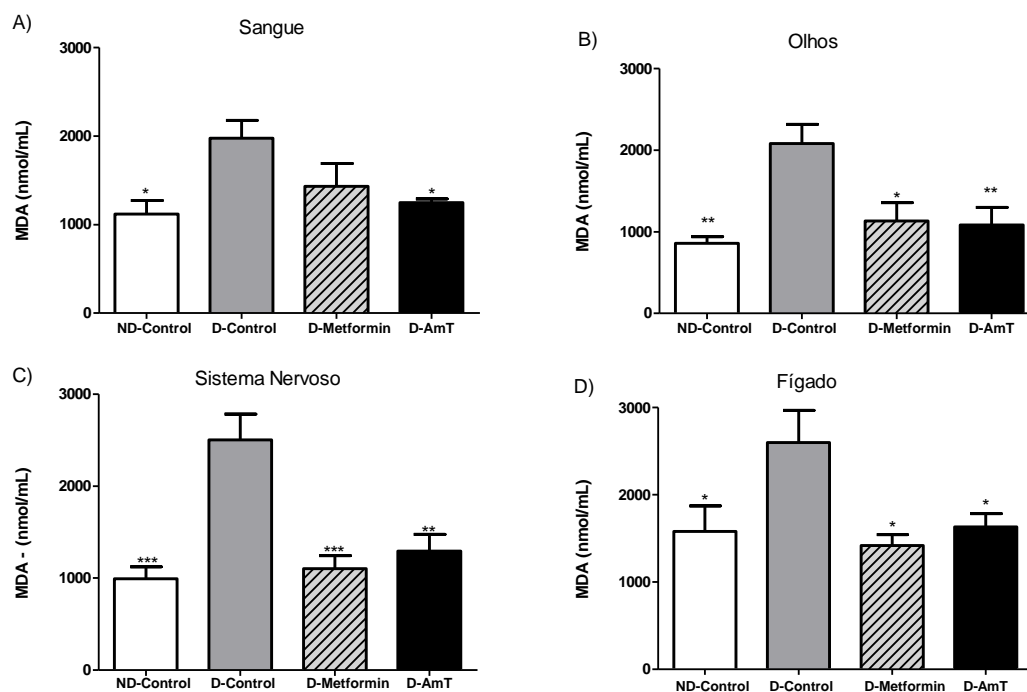 A)
Sangue
3000
2000
1000
0
MDA (nmol/mL)
*
*
ND-Control D-Control D-Metformin D-AmT
B)
Olhos
3000
2000
1000
0
MDA (nmol/mL)
**
*
**
ND-Control D-Control D-Metformin D-AmT
C)
Sistema Nervoso
3000
2000
1000
0
MDA - (nmol/mL)
***
***
**
ND-Control D-Control D-Metformin D-AmT
D)
Fígado
3000
2000
1000
0
MDA (nmol/mL)
*
*
*
ND-Control D-Control D-Metformin D-AmT